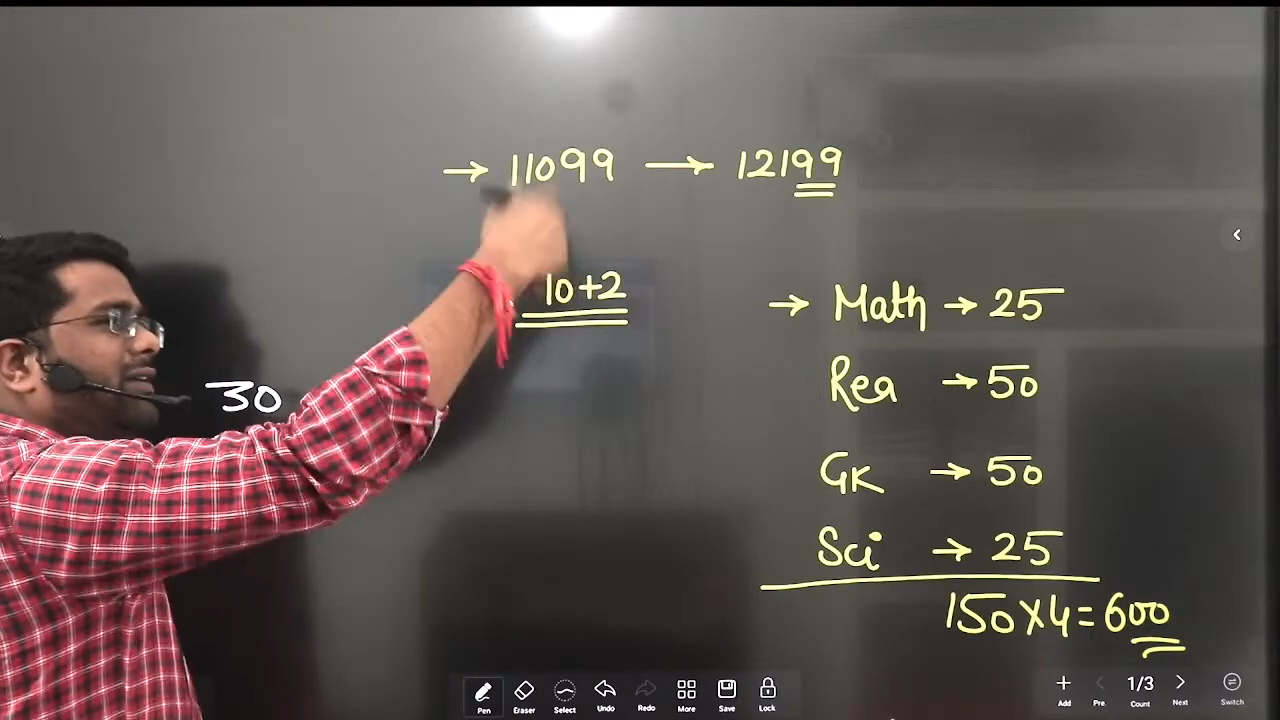 → 11099 → 12199
10+2
→ Math → 25
30
Rea → 50
GK → 50
Sci → 25
150×4=600
Pen Eraser Select Undo Redo More Save Lock
Add Pre. 1/3 Count Next Switch